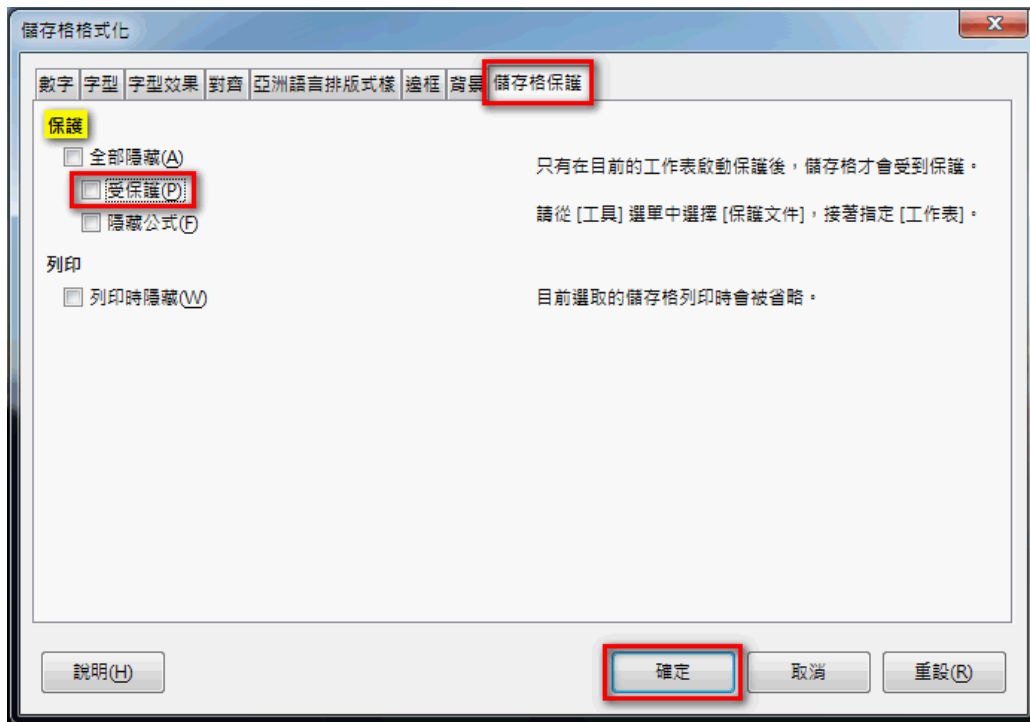 儲存格格式化
數字 字型 字型效果 對齊 亞洲語言排版式樣 邊框 背景 儲存格保護
保護
全部隱藏(A)
受保護(P)
隱藏公式(F)
只有在目前的工作表啟動保護後，儲存格才會受到保護。
請從 [工具] 選單中選擇 [保護文件]，接著指定 [工作表]。
列印
列印時隱藏(W)
目前選取的儲存格列印時會被省略。
說明(H) 確定 取消 重設(R)